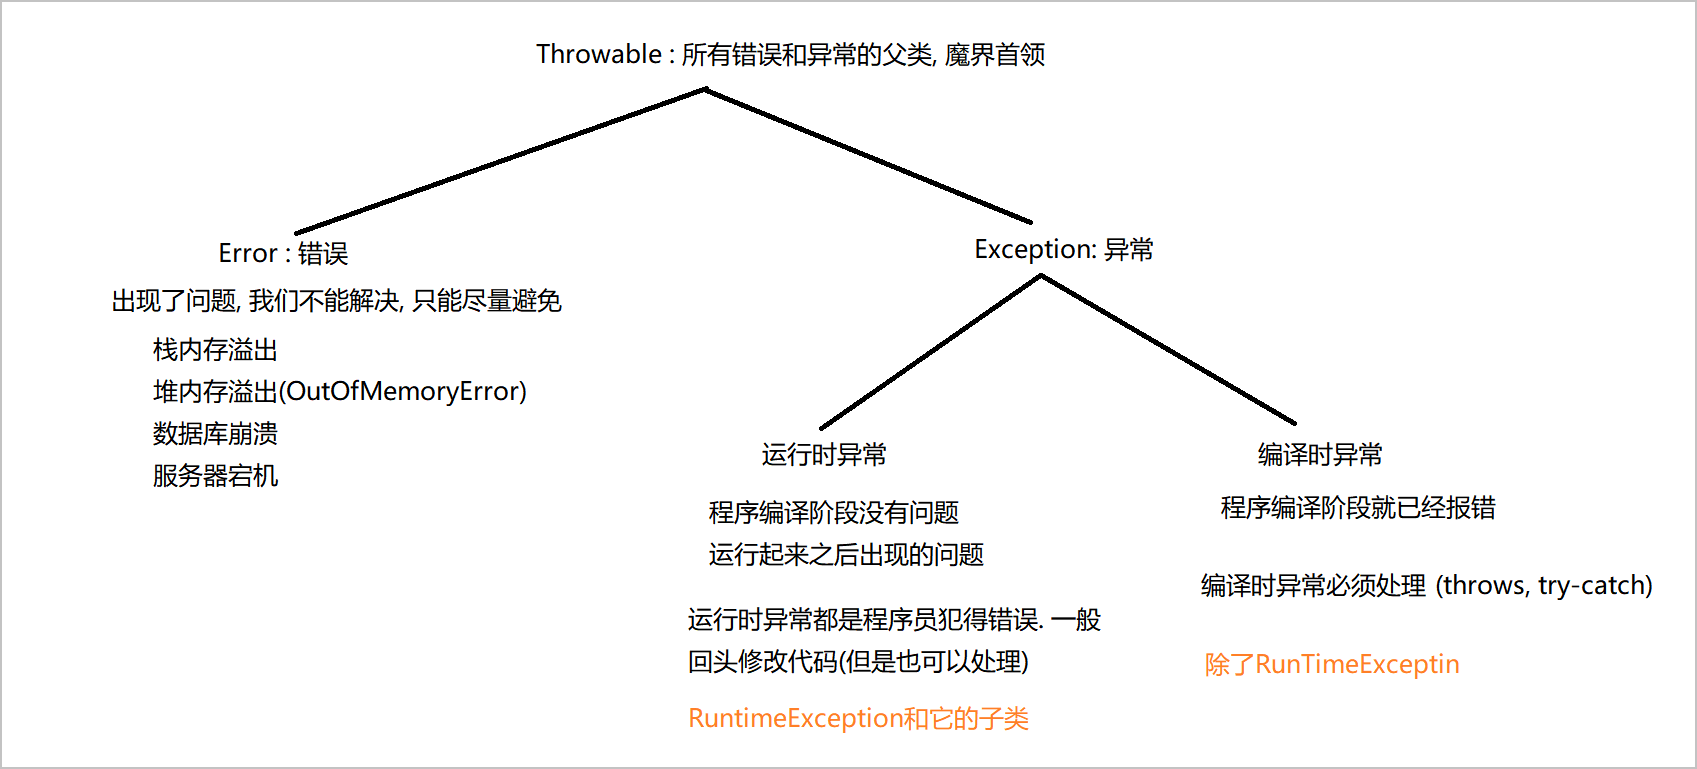 Throwable : 所有错误和异常的父类, 魔界首领
Error : 错误
出现了问题, 我们不能解决, 只能尽量避免
栈内存溢出
堆内存溢出(OutOfMemoryError)
数据库崩溃
服务器宕机
Exception: 异常
运行时异常
程序编译阶段没有问题
运行起来之后出现的问题
运行时异常都是程序员犯得错误. 一般
回头修改代码(但是也可以处理)
RuntimeException和它的子类
编译时异常
程序编译阶段就已经报错
编译时异常必须处理 (throws, try-catch)
除了RunTimeExceptin